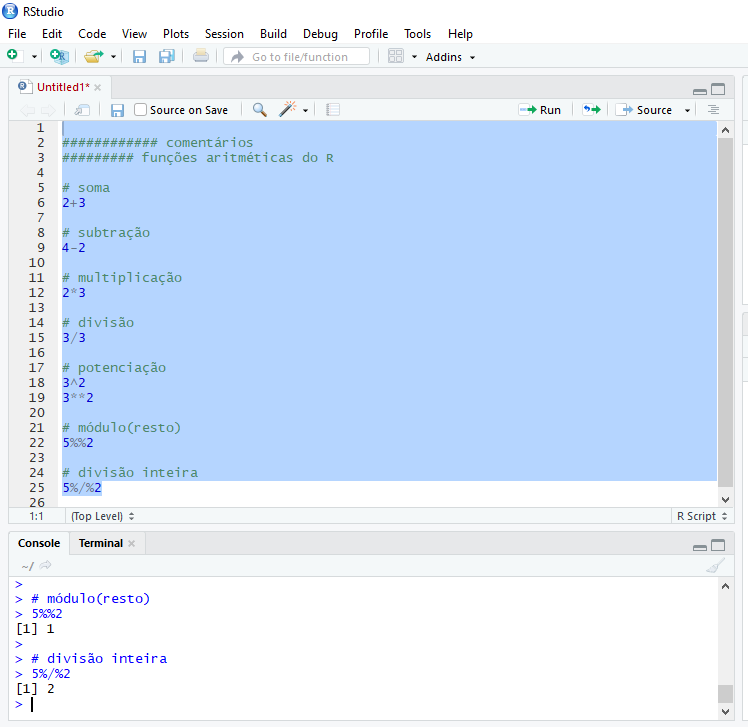 RStudio
File Edit Code View Plots Session Build Debug Profile Tools Help
Go to file/function Addins
Untitled1*
Source on Save Run Source
1
2 ############ comentários
3 ######### funções aritméticas do R
4
5 # soma
6 2+3
7
8 # subtração
9 4-2
10
11 # multiplicação
12 2*3
13
14 # divisão
15 3/3
16
17 # potenciação
18 3^2
19 3**2
20
21 # módulo(resto)
22 5%%2
23
24 # divisão inteira
25 5%/%2
26
1:1 (Top Level) R Script
Console Terminal
~/
>
> # módulo(resto)
> 5%%2
[1] 1
>
> # divisão inteira
> 5%/%2
[1] 2
>